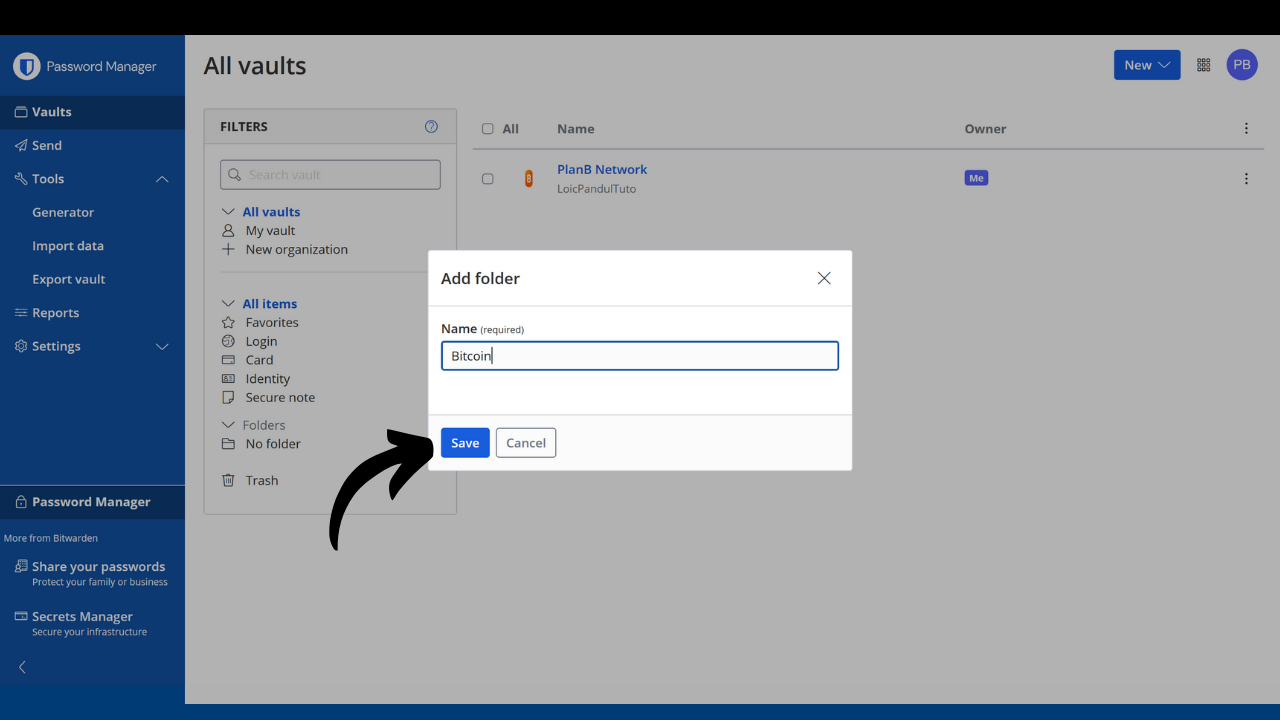 Password Manager
Vaults
Send
Tools
Generator
Import data
Export vault
Reports
Settings
Password Manager
More from Bitwarden
Share your passwords
Protect your family or business
Secrets Manager
Secure your infrastructure
All vaults
New
PB
FILTERS
Search vault
All vaults
My vault
New organization
All items
Favorites
Login
Card
Identity
Secure note
Folders
No folder
Trash
All Name Owner
PlanB Network
LoicPandulTuto
Me
Add folder
Name (required)
Bitcoin
Save Cancel